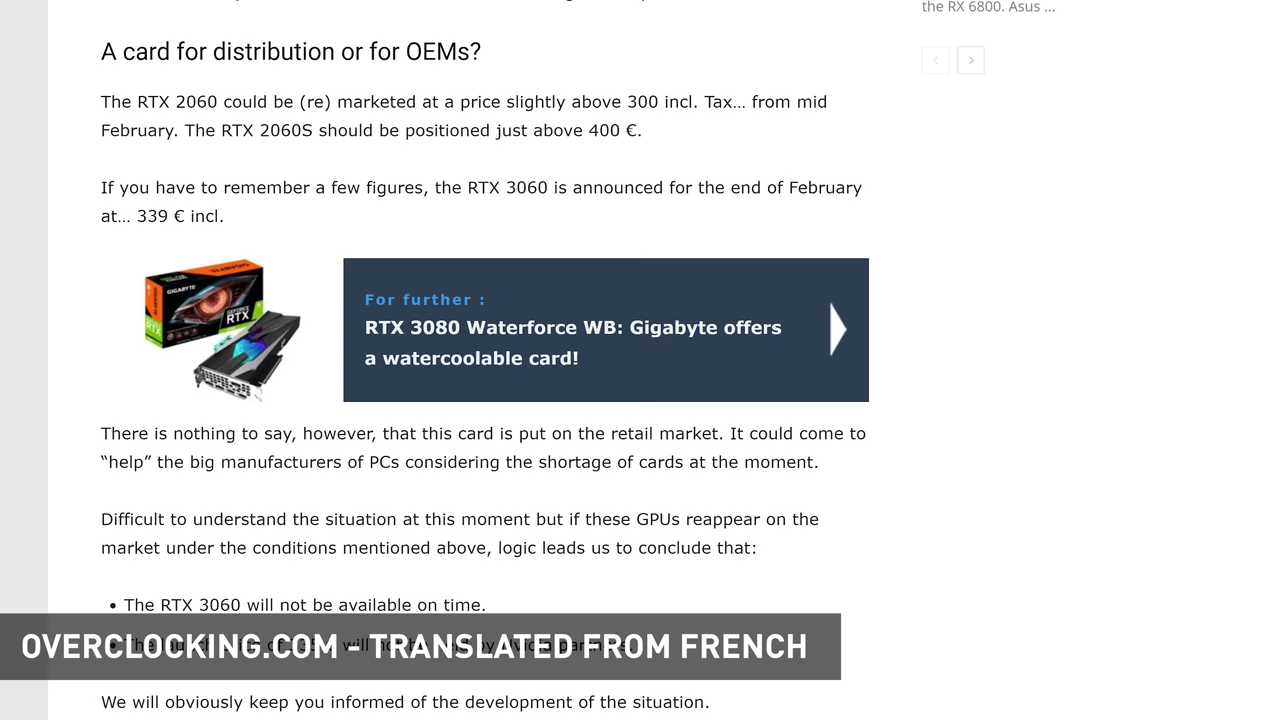 the RX 6800. Asus ...
A card for distribution or for OEMs?
The RTX 2060 could be (re) marketed at a price slightly above 300 incl. Tax… from mid
February. The RTX 2060S should be positioned just above 400 €.
If you have to remember a few figures, the RTX 3060 is announced for the end of February
at… 339 € incl.
GIGABYTE
GIGABYTE
GEFORCE
RTX
RTX
For further :
RTX 3080 Waterforce WB: Gigabyte offers
a watercoolable card!
There is nothing to say, however, that this card is put on the retail market. It could come to
“help” the big manufacturers of PCs considering the shortage of cards at the moment.
Difficult to understand the situation at this moment but if these GPUs reappear on the
market under the conditions mentioned above, logic leads us to conclude that:
• The RTX 3060 will not be available on time.
OVERCLOCKING.COM - TRANSLATED FROM FRENCH
We will obviously keep you informed of the development of the situation.